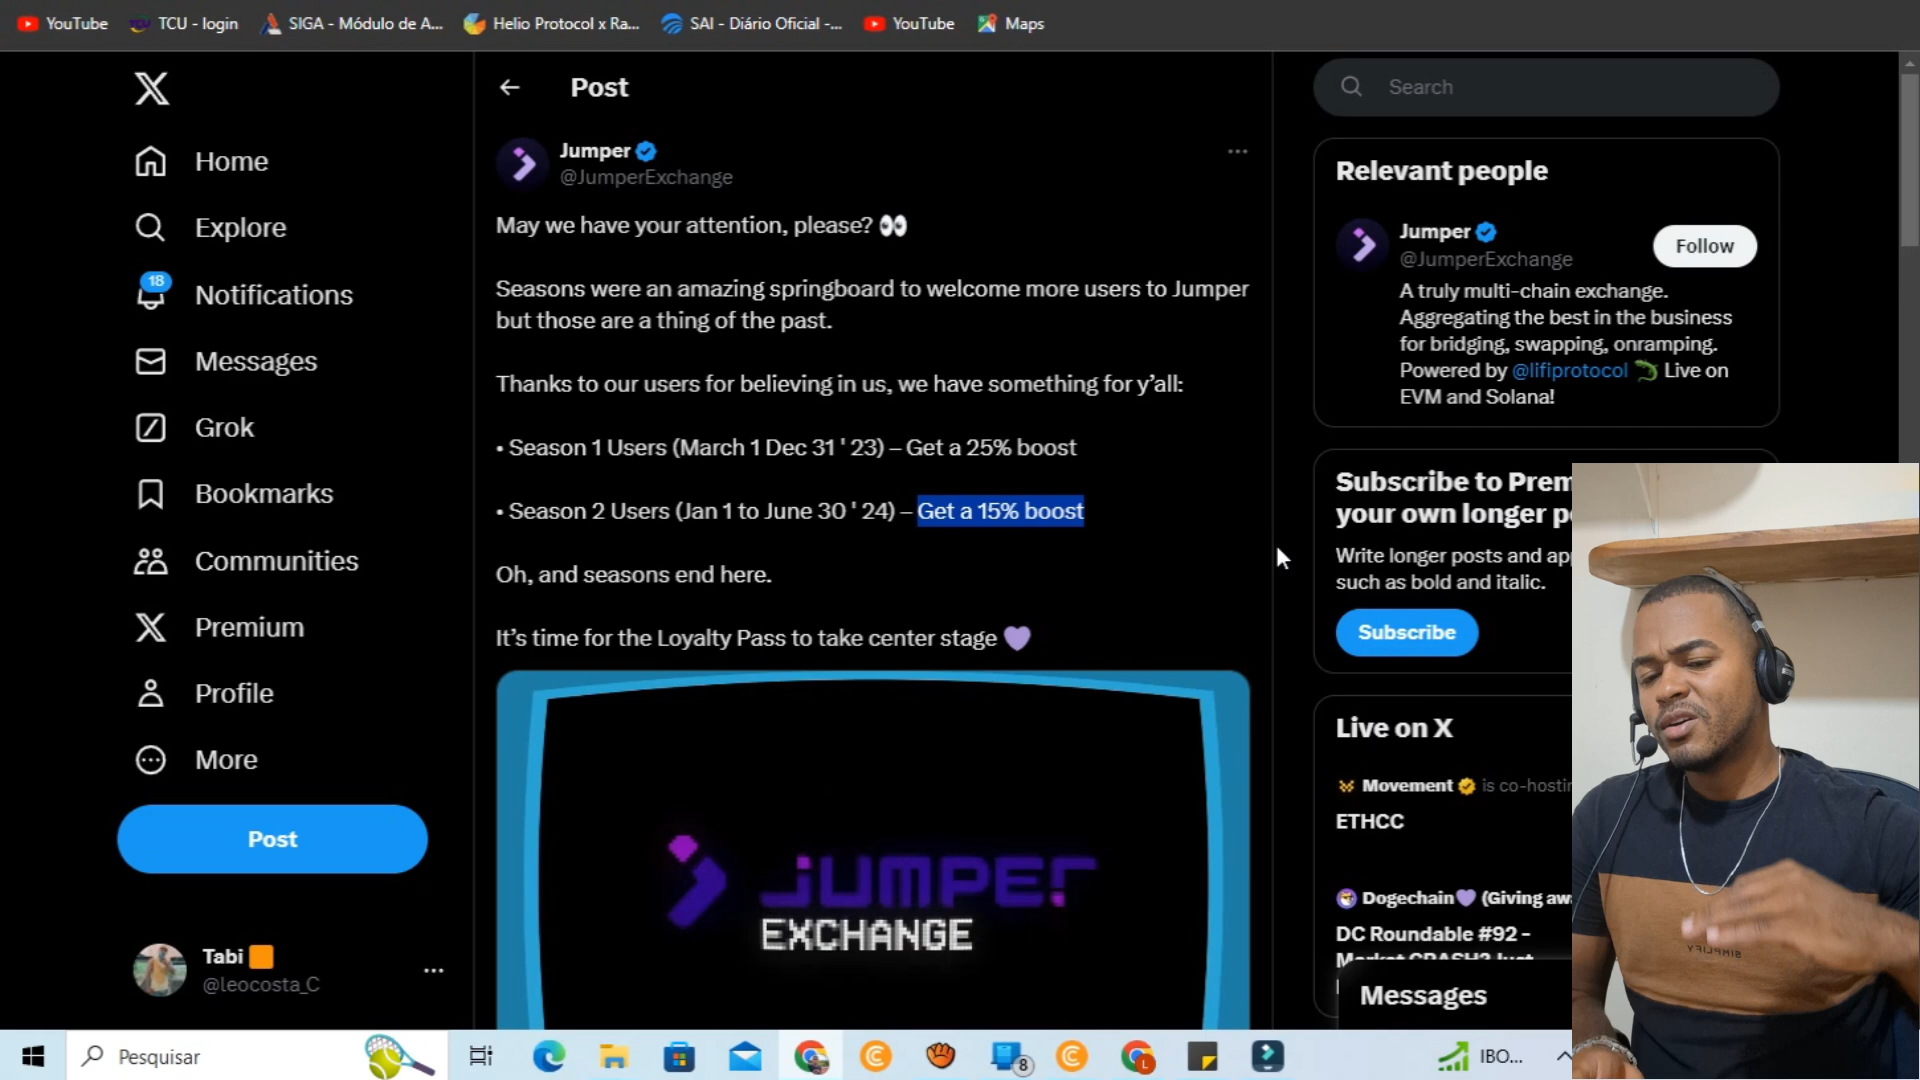 YouTube TCU - login SIGA - Módulo de A... Helio Protocol x Ra... SAI - Diário Oficial -... YouTube Maps
Home
Explore
18
Notifications
Messages
Grok
Bookmarks
Communities
Premium
Profile
More
Post
Tabi
@leocosta_C
Post
Jumper
@JumperExchange
May we have your attention, please? 👀
Seasons were an amazing springboard to welcome more users to Jumper
but those are a thing of the past.
Thanks to our users for believing in us, we have something for y’all:
• Season 1 Users (March 1 Dec 31 ' 23) – Get a 25% boost
• Season 2 Users (Jan 1 to June 30 ' 24) – Get a 15% boost
Oh, and seasons end here.
It’s time for the Loyalty Pass to take center stage 💜
JUMPER
EXCHANGE
Search
Relevant people
Jumper
@JumperExchange
Follow
A truly multi-chain exchange.
Aggregating the best in the business
for bridging, swapping, onramping.
Powered by @lifiprotocol 🦎 Live on
EVM and Solana!
Subscribe to Prem
your own longer p
Write longer posts and app
such as bold and italic.
Subscribe
Live on X
Movement is co-hostin
ETHCC
Dogechain💜 (Giving awa
DC Roundable #92 -
Market CRASH? Just
Messages
SIMPLIFY
Pesquisar
8
IBO...